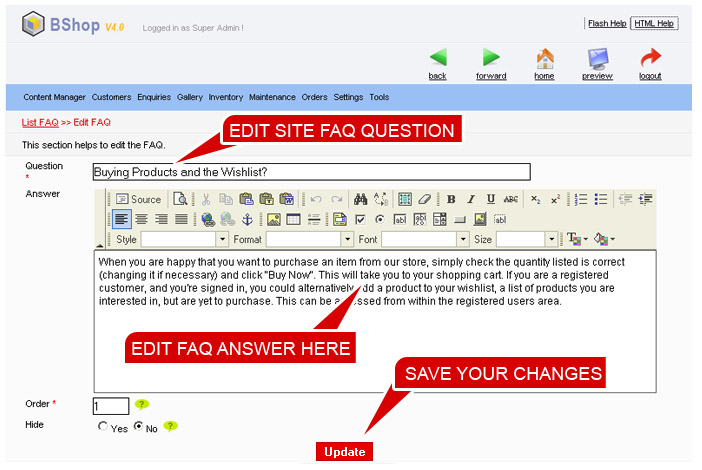 BShop V4.0 Logged in as Super Admin !
Flash Help HTML Help
back forward home preview logout
Content Manager Customers Enquiries Gallery Inventory Maintenance Orders Settings Tools
List FAQ >> Edit FAQ
EDIT SITE FAQ QUESTION
This section helps to edit the FAQ.
Question
*
Buying Products and the Wishlist?
Answer
Source
B I U ABC X₂ X²
Style Format Font Size
When you are happy that you want to purchase an item from our store, simply check the quantity listed is correct
(changing it if necessary) and click "Buy Now". This will take you to your shopping cart. If you are a registered
customer, and you're signed in, you could alternatively add a product to your wishlist, a list of products you are
interested in, but are yet to purchase. This can be accessed from within the registered users area.
EDIT FAQ ANSWER HERE
SAVE YOUR CHANGES
Order *
1
?
Hide
Yes No ?
Update